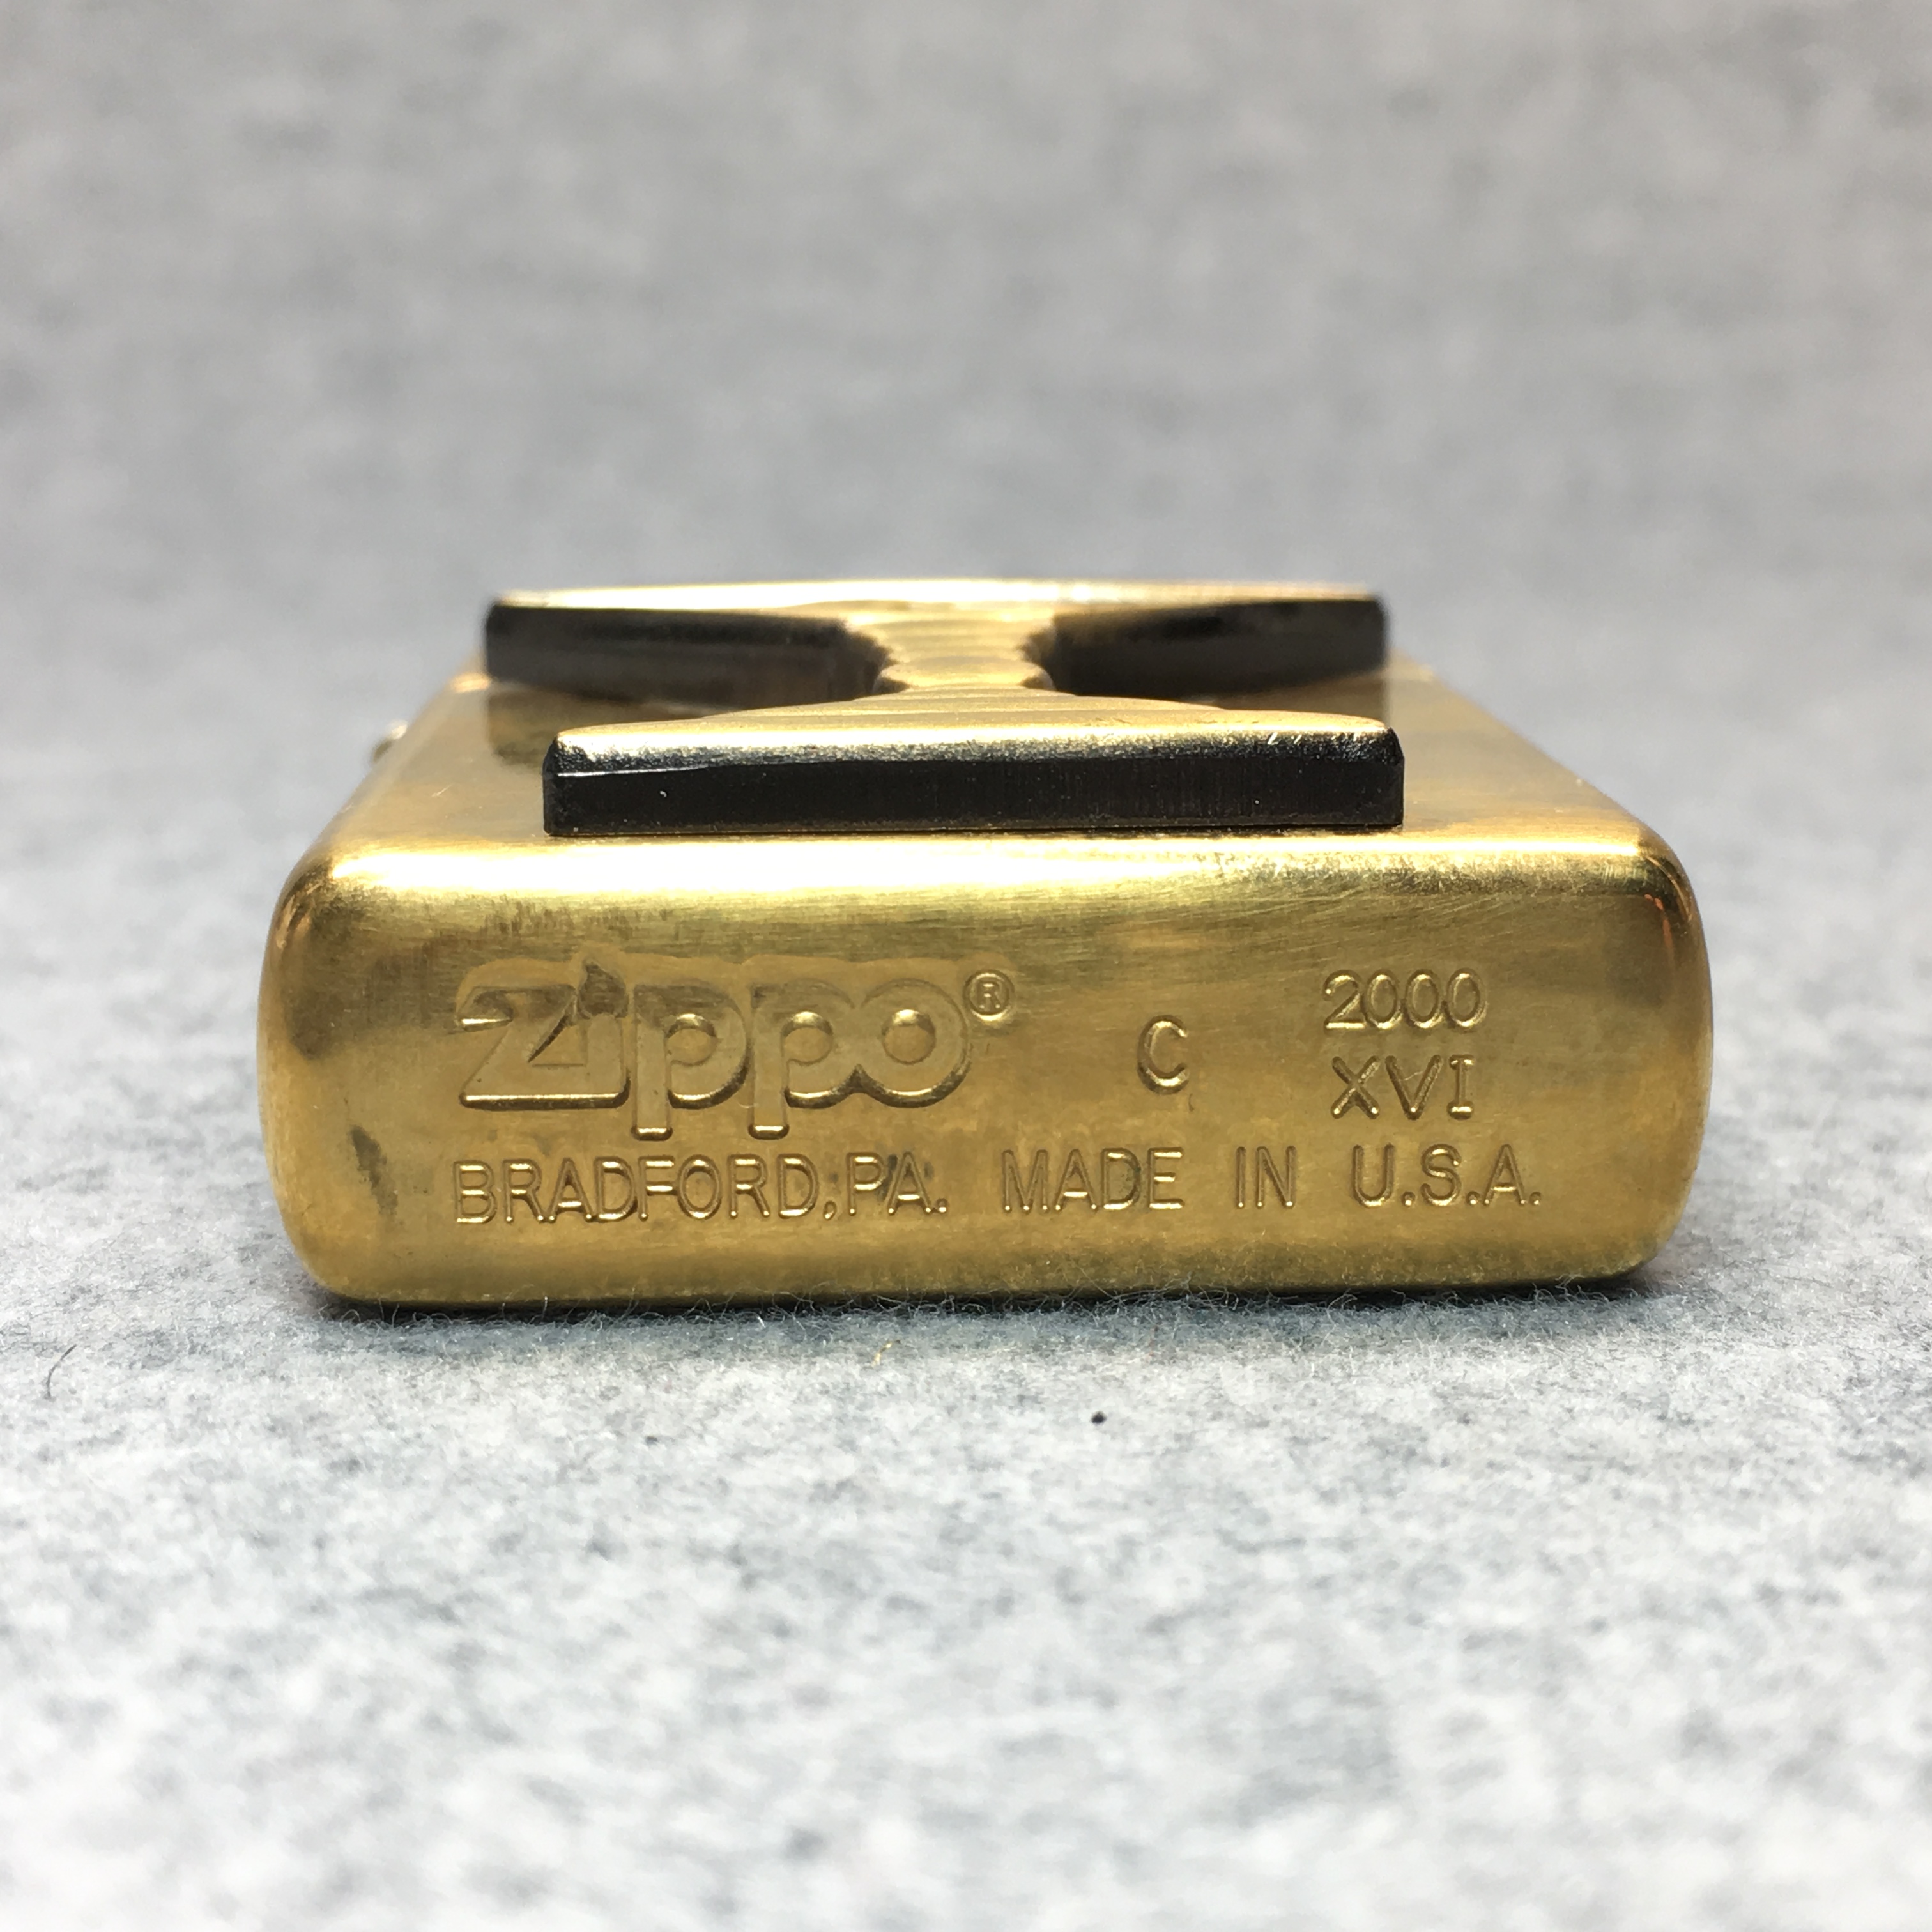 Zippo® C 2000
XVI
BRADFORD,PA. MADE IN U.S.A.